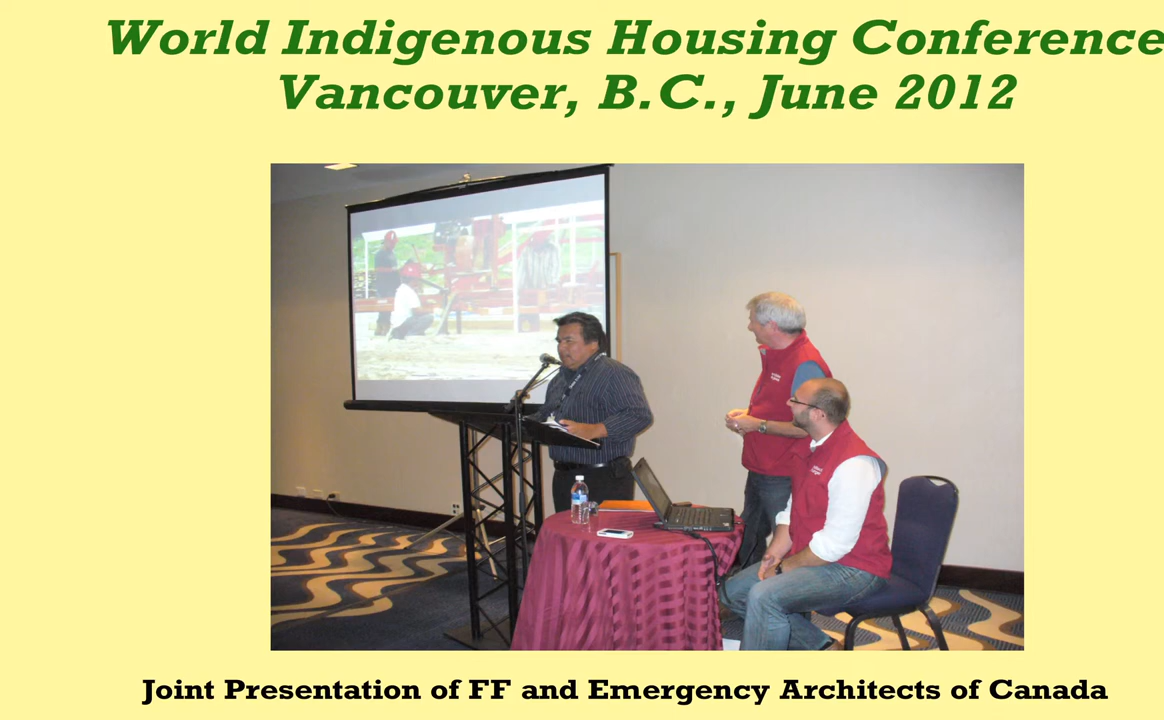 World Indigenous Housing Conference
Vancouver, B.C., June 2012
Joint Presentation of FF and Emergency Architects of Canada